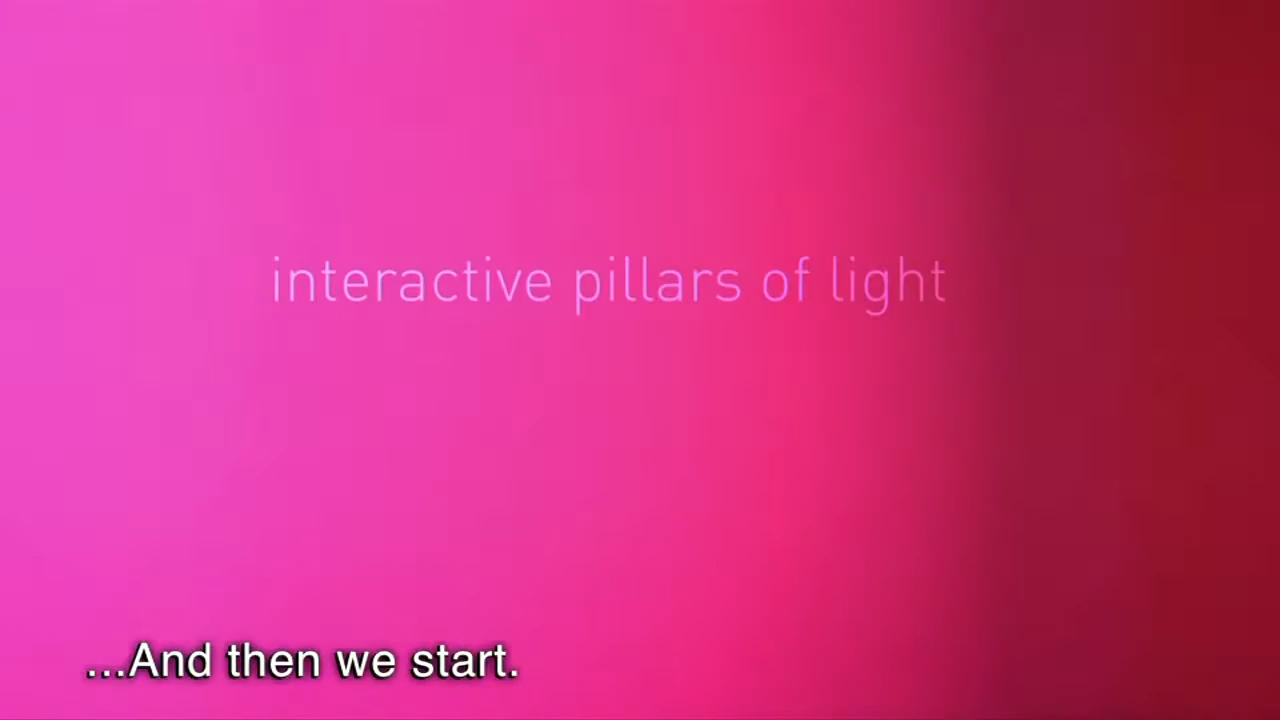 interactive pillars of light
...And then we start.